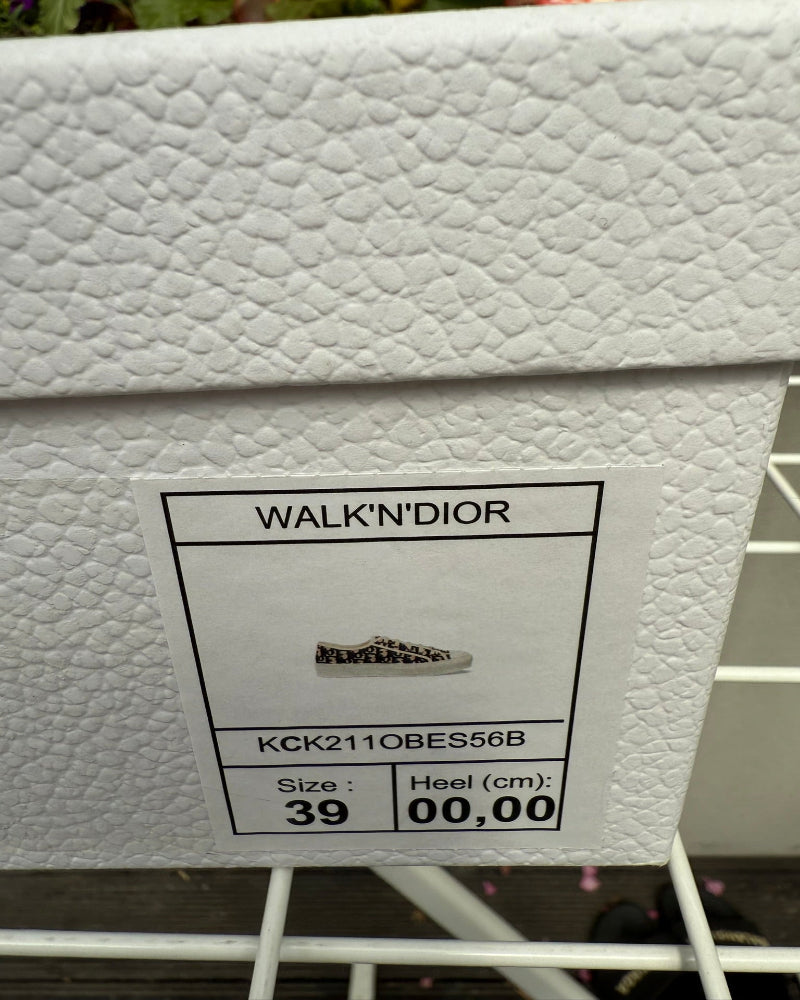 WALK'N'DIOR
KCK211OBES56B
Size :
39
Heel (cm):
00,00